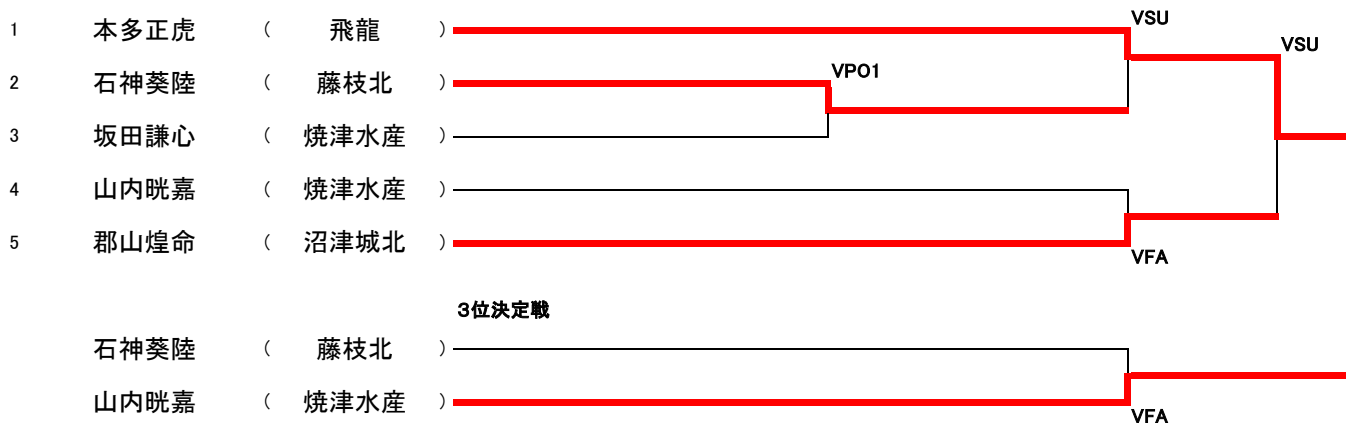 VSU
1 本多正虎 ( 飛龍 )
VSU
VPO1
2 石神葵陸 ( 藤枝北 )
3 坂田謙心 ( 焼津水産 )
4 山内晄嘉 ( 焼津水産 )
5 郡山煌命 ( 沼津城北 )
VFA
3位決定戦
石神葵陸 ( 藤枝北 )
山内晄嘉 ( 焼津水産 )
VFA